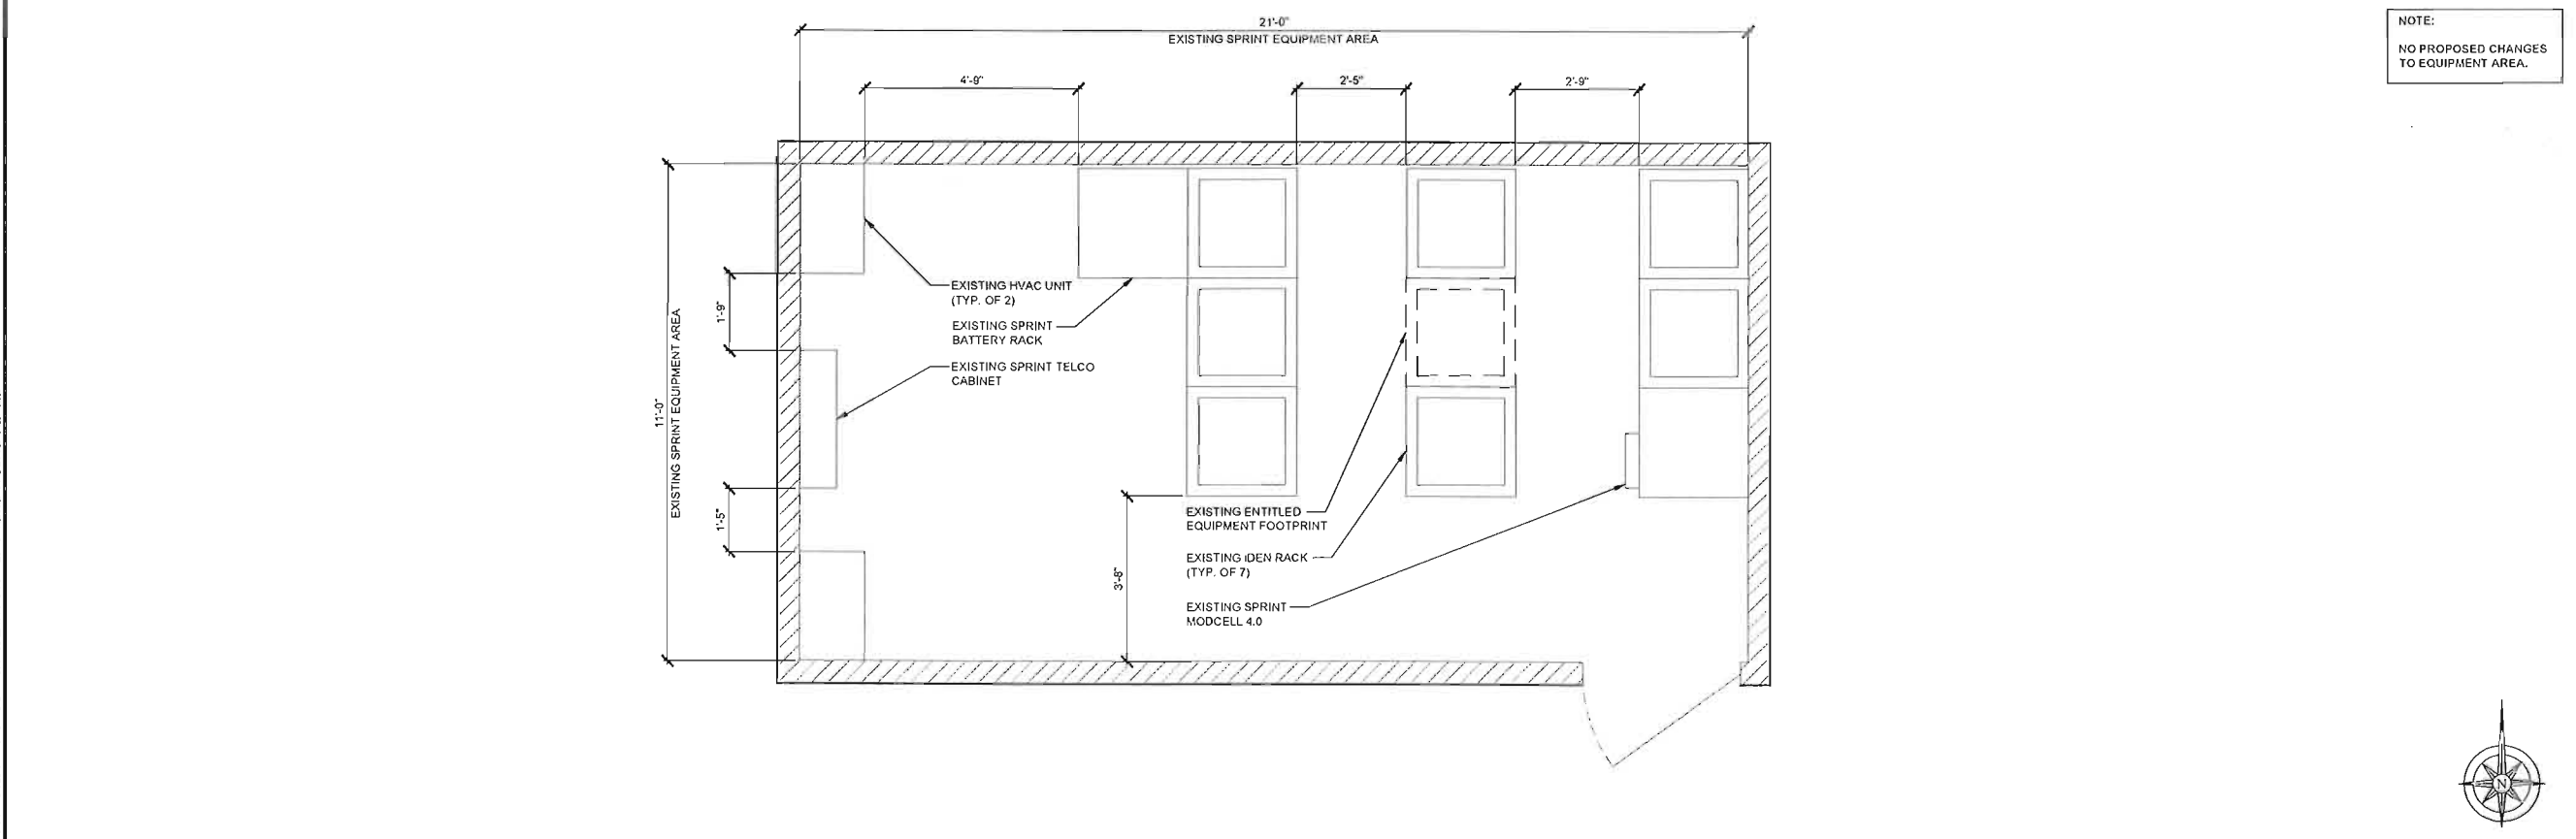 21'-0"
EXISTING SPRINT EQUIPMENT AREA
NOTE:
NO PROPOSED CHANGES
TO EQUIPMENT AREA.
4'-9"
2'-5"
2'-9"
EXISTING HVAC UNIT
(TYP. OF 2)
EXISTING SPRINT
BATTERY RACK
EXISTING SPRINT TELCO
CABINET
1'-9"
11'-0"
EXISTING SPRINT EQUIPMENT AREA
1'-5"
3'-8"
EXISTING ENTITLED
EQUIPMENT FOOTPRINT
EXISTING iDEN RACK
(TYP. OF 7)
EXISTING SPRINT
MODCELL 4.0
N